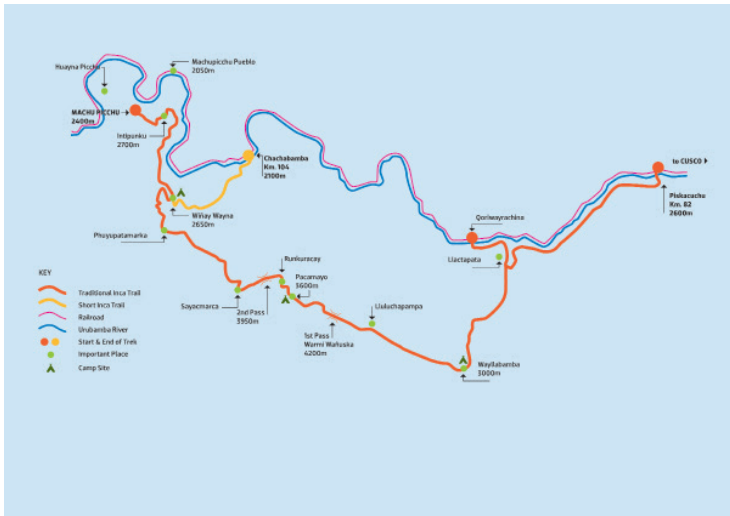 Huayna Picchu
Machupicchu Pueblo
2050m
MACHU PICCHU
2400m
Intipunku
2700m
Chachabamba
Km. 104
2100m
to CUSCO
Piskacucho
Km. 82
2600m
Wiñay Wayna
2650m
Phuyupatamarka
Qoriwayrachina
Llactapata
Runkuracay
Pacamayo
3600m
Sayacmarca
2nd Pass
3950m
Lluluchapampa
1st Pass
Warmi Wañuska
4200m
Wayllabamba
3000m
KEY
Traditional Inca Trail
Short Inca Trail
Railroad
Urubamba River
Start & End of Trek
Important Place
Camp Site